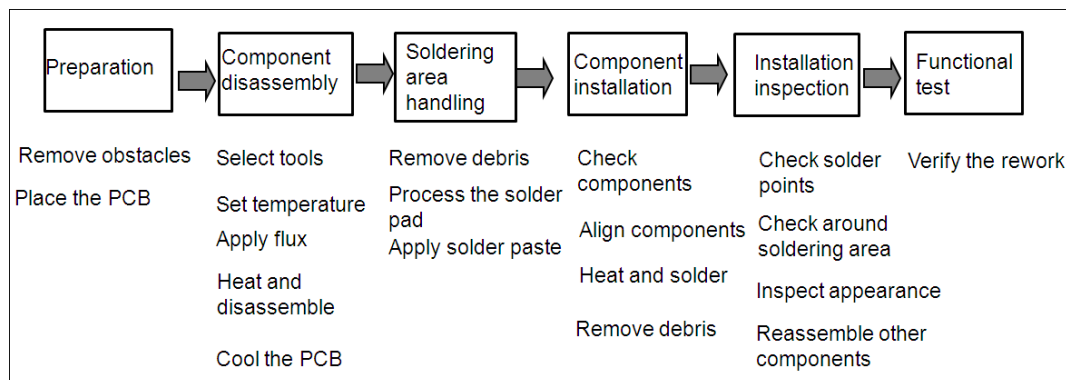 Preparation
Component
disassembly
Soldering
area
handling
Component
installation
Installation
inspection
Functional
test
Remove obstacles
Place the PCB
Select tools
Set temperature
Apply flux
Heat and
disassemble
Cool the PCB
Remove debris
Process the solder
pad
Apply solder paste
Check
components
Align components
Heat and solder
Remove debris
Check solder
points
Check around
soldering area
Inspect appearance
Reassemble other
components
Verify the rework